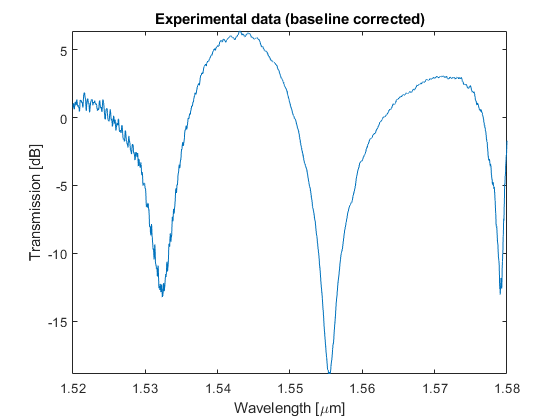 Experimental data (baseline corrected)
5
0
-5
-10
-15
Transmission [dB]
1.52 1.53 1.54 1.55 1.56 1.57 1.58
Wavelength [μm]